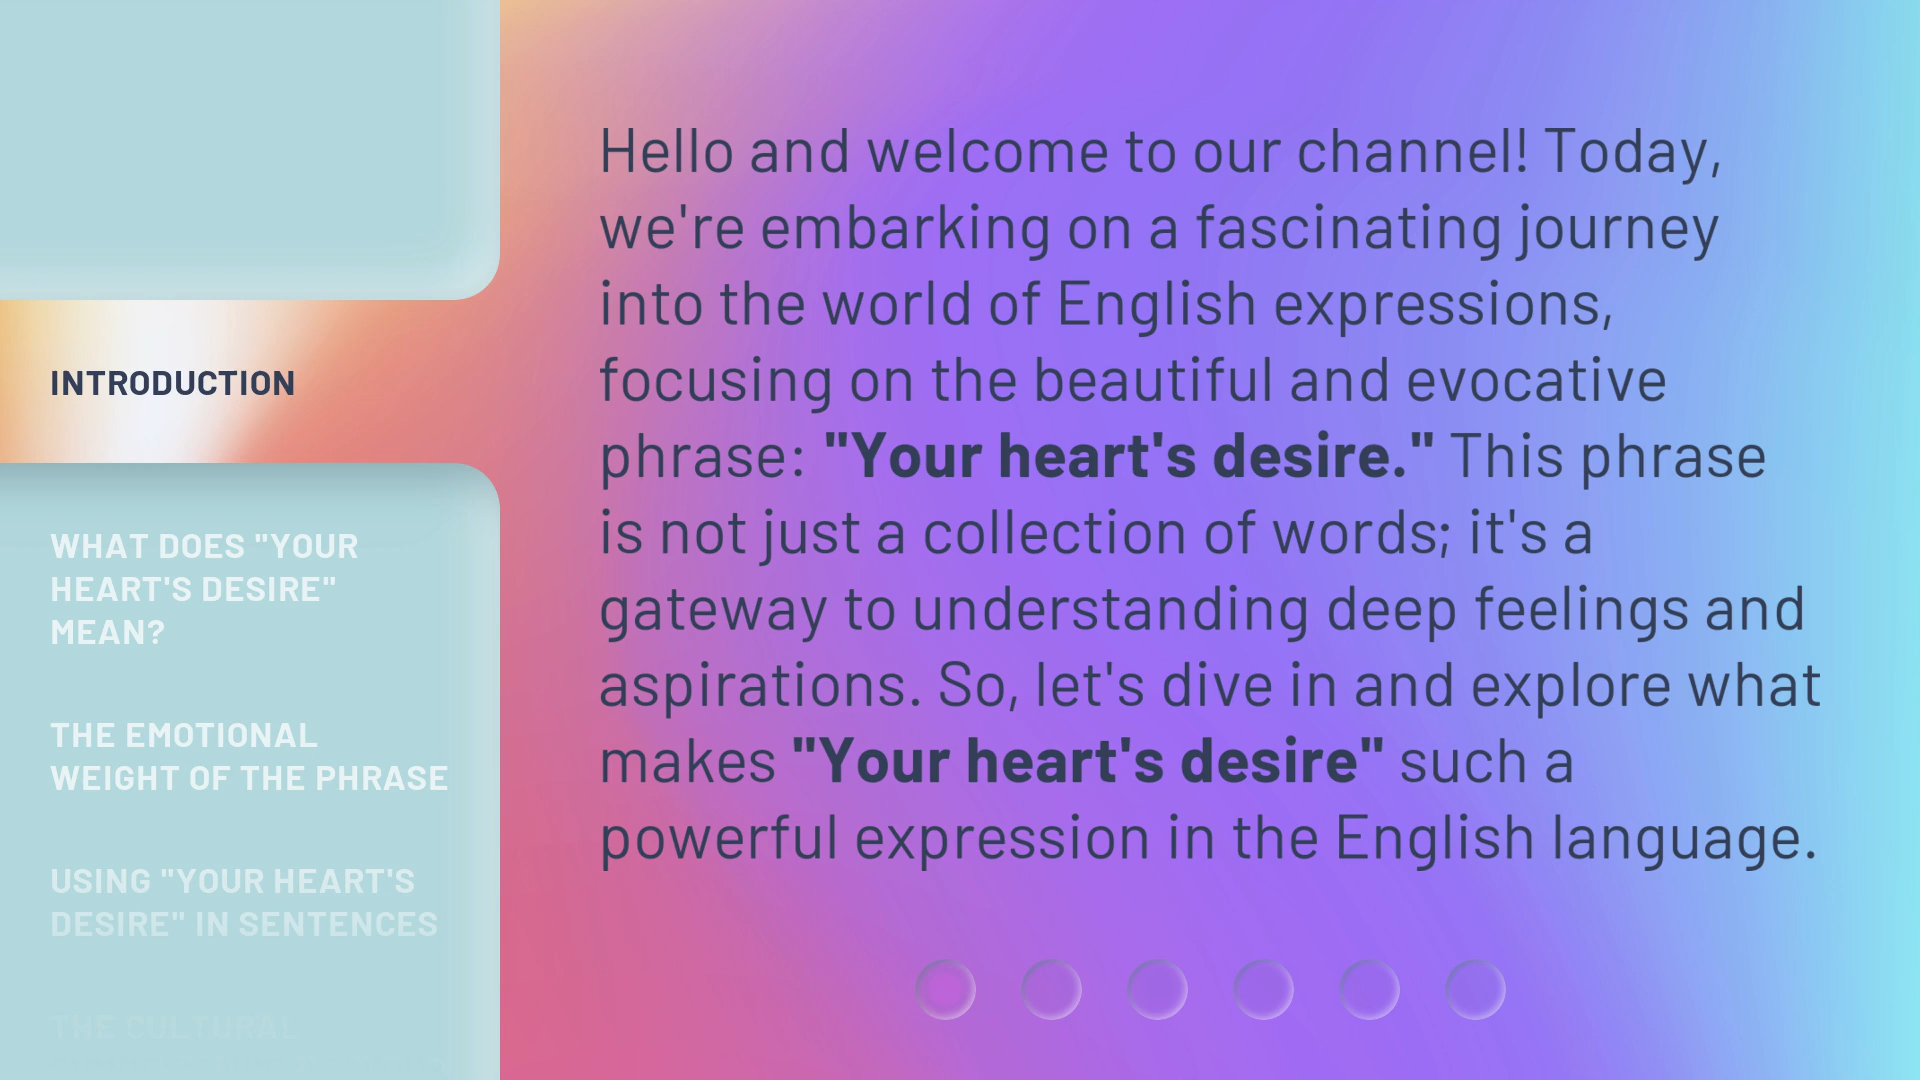 INTRODUCTION
WHAT DOES "YOUR
HEART'S DESIRE"
MEAN?
THE EMOTIONAL
WEIGHT OF THE PHRASE
USING "YOUR HEART'S
DESIRE" IN SENTENCES
THE CULTURAL
Hello and welcome to our channel! Today,
we're embarking on a fascinating journey
into the world of English expressions,
focusing on the beautiful and evocative
phrase: "Your heart's desire." This phrase
is not just a collection of words; it's a
gateway to understanding deep feelings and
aspirations. So, let's dive in and explore what
makes "Your heart's desire" such a
powerful expression in the English language.